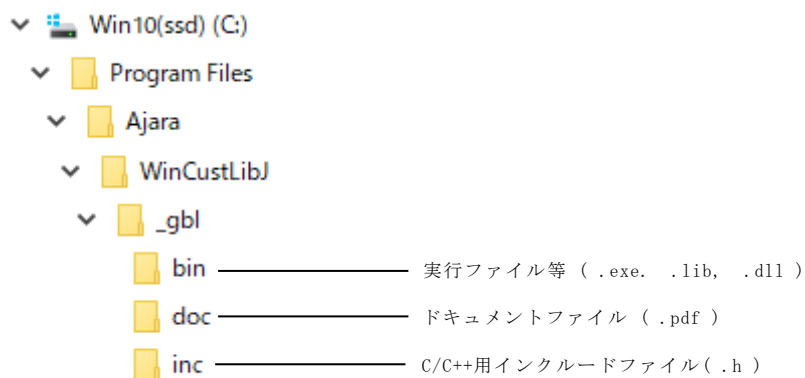 Win10(ssd) (C:)
Program Files
Ajara
WinCustLibJ
_gbl
bin 実行ファイル等 ( .exe. .lib, .dll )
doc ドキュメントファイル ( .pdf )
inc C/C++用インクルードファイル( .h )